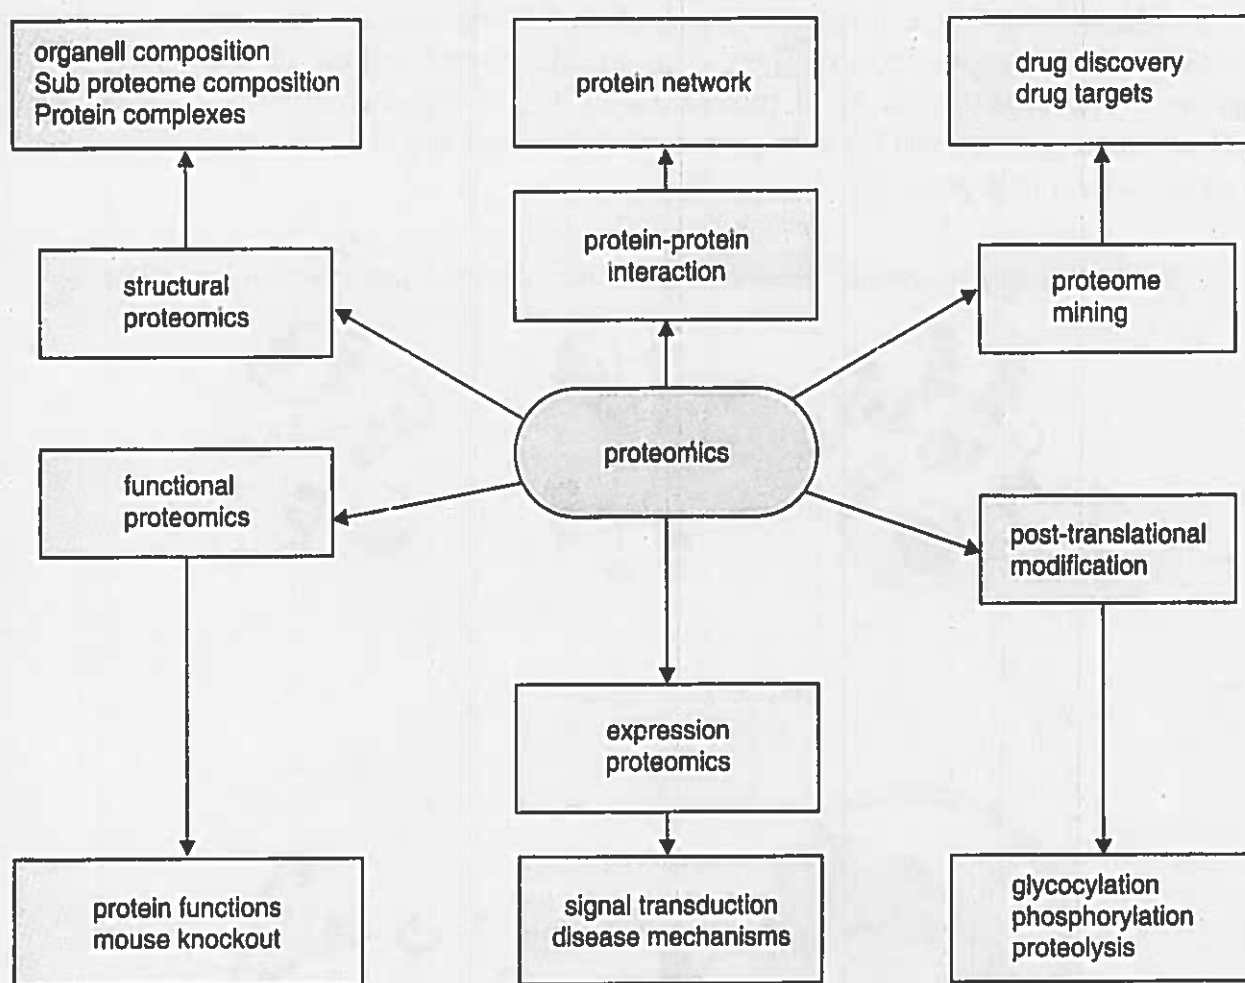 organell composition
Sub proteome composition
Protein complexes
protein network
drug discovery
drug targets
protein-protein
interaction
structural
proteomics
proteome
mining
proteomics
functional
proteomics
post-translational
modification
expression
proteomics
protein functions
mouse knockout
signal transduction
disease mechanisms
glycocylation
phosphorylation
proteolysis